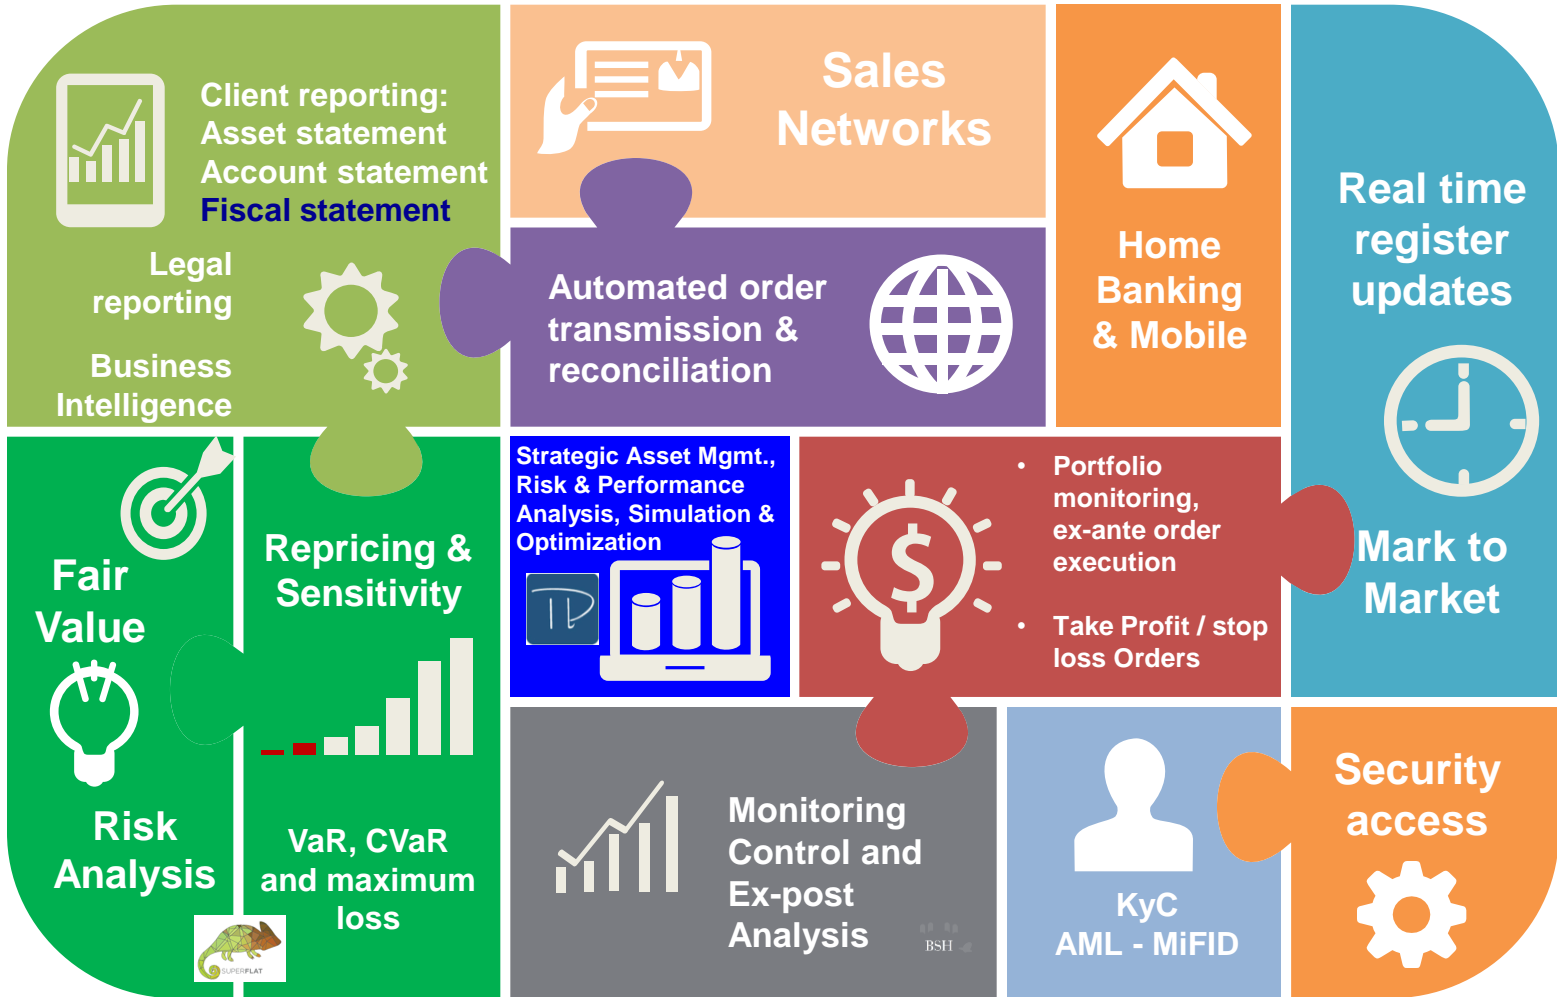 Client reporting:
Asset statement
Account statement
Fiscal statement
Legal
reporting
Business
Intelligence
Sales
Networks
Automated order
transmission &
reconciliation
Home
Banking
& Mobile
Real time
register
updates
Mark to
Market
Fair
Value
Risk
Analysis
SUPERFLAT
Repricing &
Sensitivity
VaR, CVaR
and maximum
loss
Strategic Asset Mgmt.,
Risk & Performance
Analysis, Simulation &
Optimization
$
• Portfolio
monitoring,
ex-ante order
execution
• Take Profit / stop
loss Orders
Monitoring
Control and
Ex-post
Analysis
BSH
KyC
AML - MiFID
Security
access